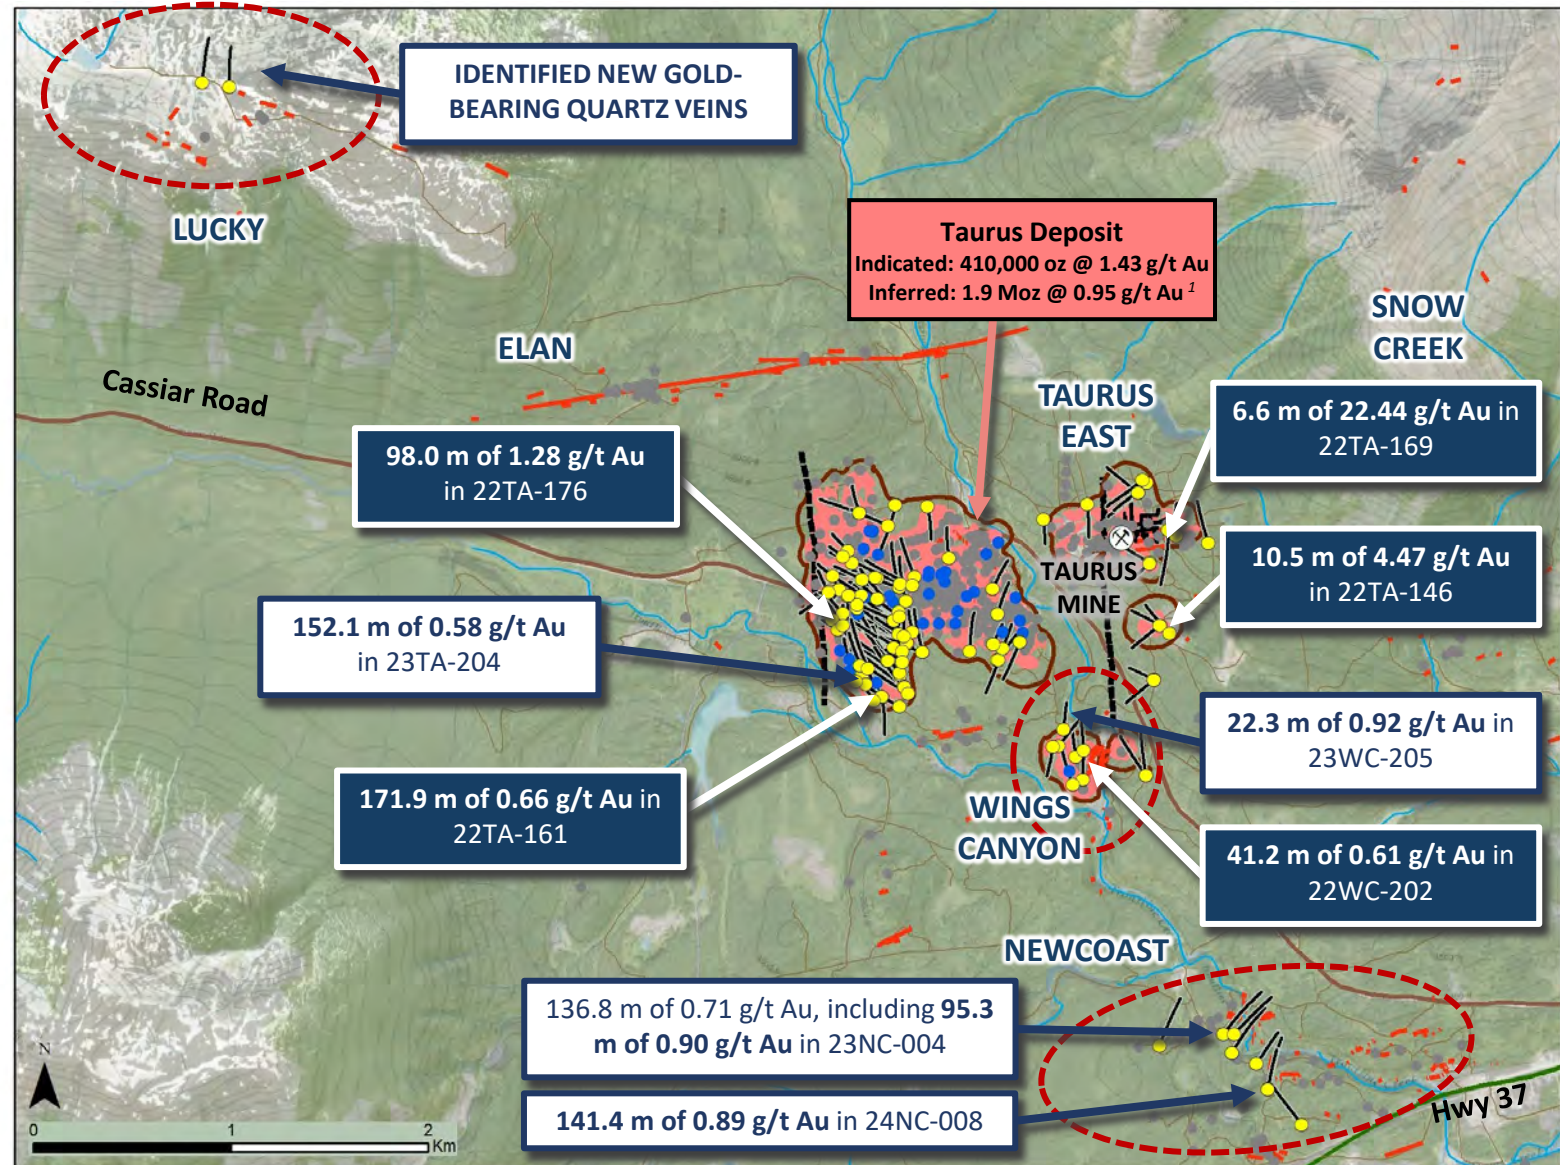 IDENTIFIED NEW GOLD-
BEARING QUARTZ VEINS
LUCKY
Taurus Deposit
Indicated: 410,000 oz @ 1.43 g/t Au
Inferred: 1.9 Moz @ 0.95 g/t Au 1
SNOW
CREEK
ELAN
Cassiar Road
TAURUS
EAST
6.6 m of 22.44 g/t Au in
22TA-169
98.0 m of 1.28 g/t Au
in 22TA-176
TAURUS
MINE
10.5 m of 4.47 g/t Au
in 22TA-146
152.1 m of 0.58 g/t Au
in 23TA-204
22.3 m of 0.92 g/t Au in
23WC-205
171.9 m of 0.66 g/t Au in
22TA-161
WINGS
CANYON
41.2 m of 0.61 g/t Au in
22WC-202
NEWCOAST
136.8 m of 0.71 g/t Au, including 95.3
m of 0.90 g/t Au in 23NC-004
141.4 m of 0.89 g/t Au in 24NC-008
Hwy 37
N
0 1 2
Km